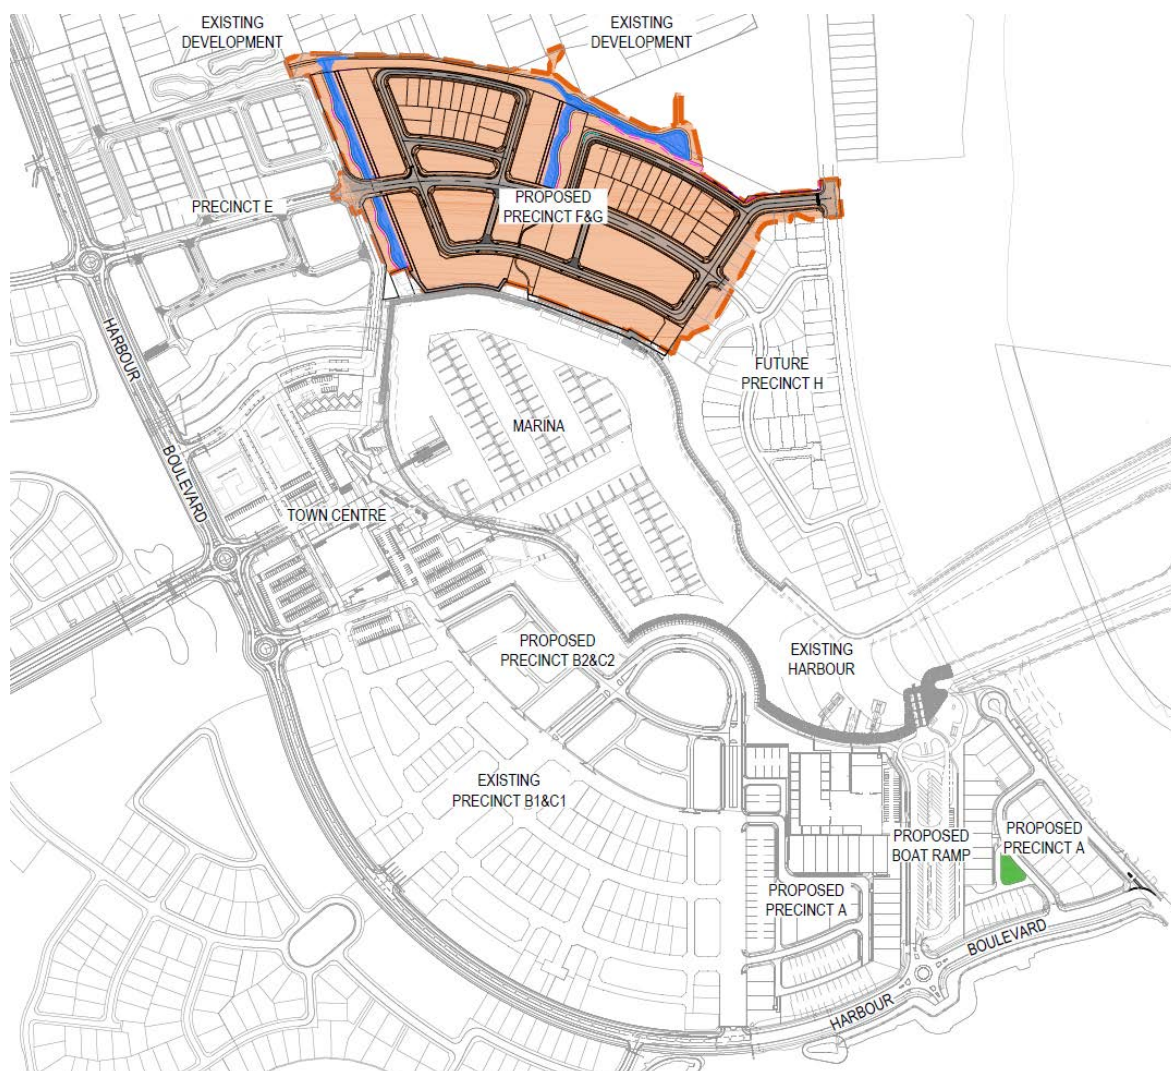 EXISTING
DEVELOPMENT
EXISTING
DEVELOPMENT
PRECINCT E
PROPOSED
PRECINCT F&G
HARBOUR
BOULEVARD
FUTURE
PRECINCT H
MARINA
TOWN CENTRE
PROPOSED
PRECINCT B2&C2
EXISTING
HARBOUR
EXISTING
PRECINCT B1&C1
PROPOSED
BOAT RAMP
PROPOSED
PRECINCT A
PROPOSED
PRECINCT A
HARBOUR
BOULEVARD